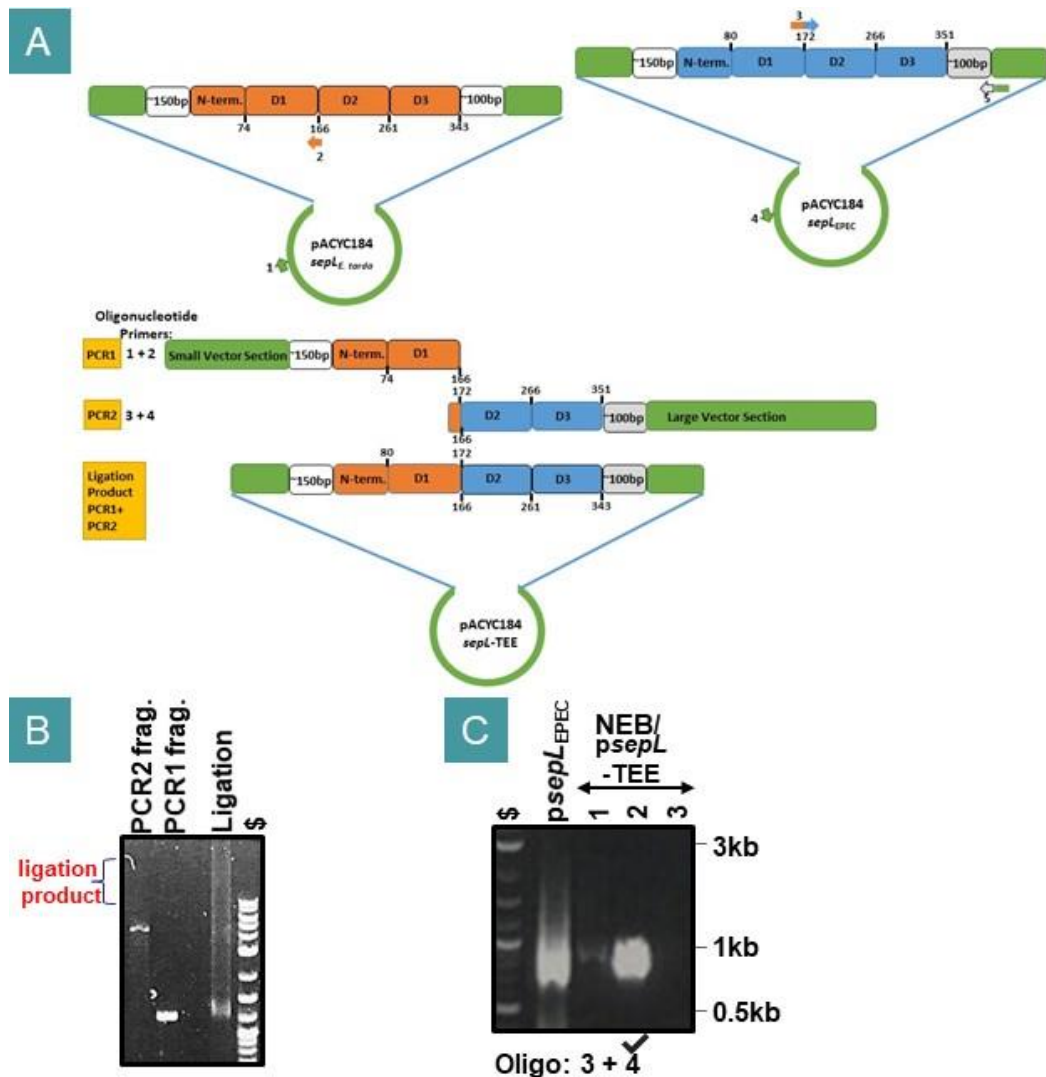 A
~150bp N-term. D1 D2 D3 ~100bp
74 166 261 343
2
pACYC184
sepL E. tarda
1
3
80 172 266 351
~150bp N-term. D1 D2 D3 ~100bp
5
pACYC184
sepLEPEC
4
Oligonucleotide
Primers:
PCR1 1 + 2 Small Vector Section ~150bp N-term. D1
74 166
172 266 351
PCR2 3 + 4 D2 D3 100bp Large Vector Section
166
80 172
Ligation
Product
PCR1+
PCR2
~150bp N-term. D1 D2 D3 ~100bp
166 261 343
pACYC184
sepL-TEE
B
PCR2 frag.
PCR1 frag.
Ligation
$
ligation
product
C
$
psepLEPEC
NEB/
psepL
-TEE
1 2 3
3kb
1kb
0.5kb
Oligo: 3 + 4